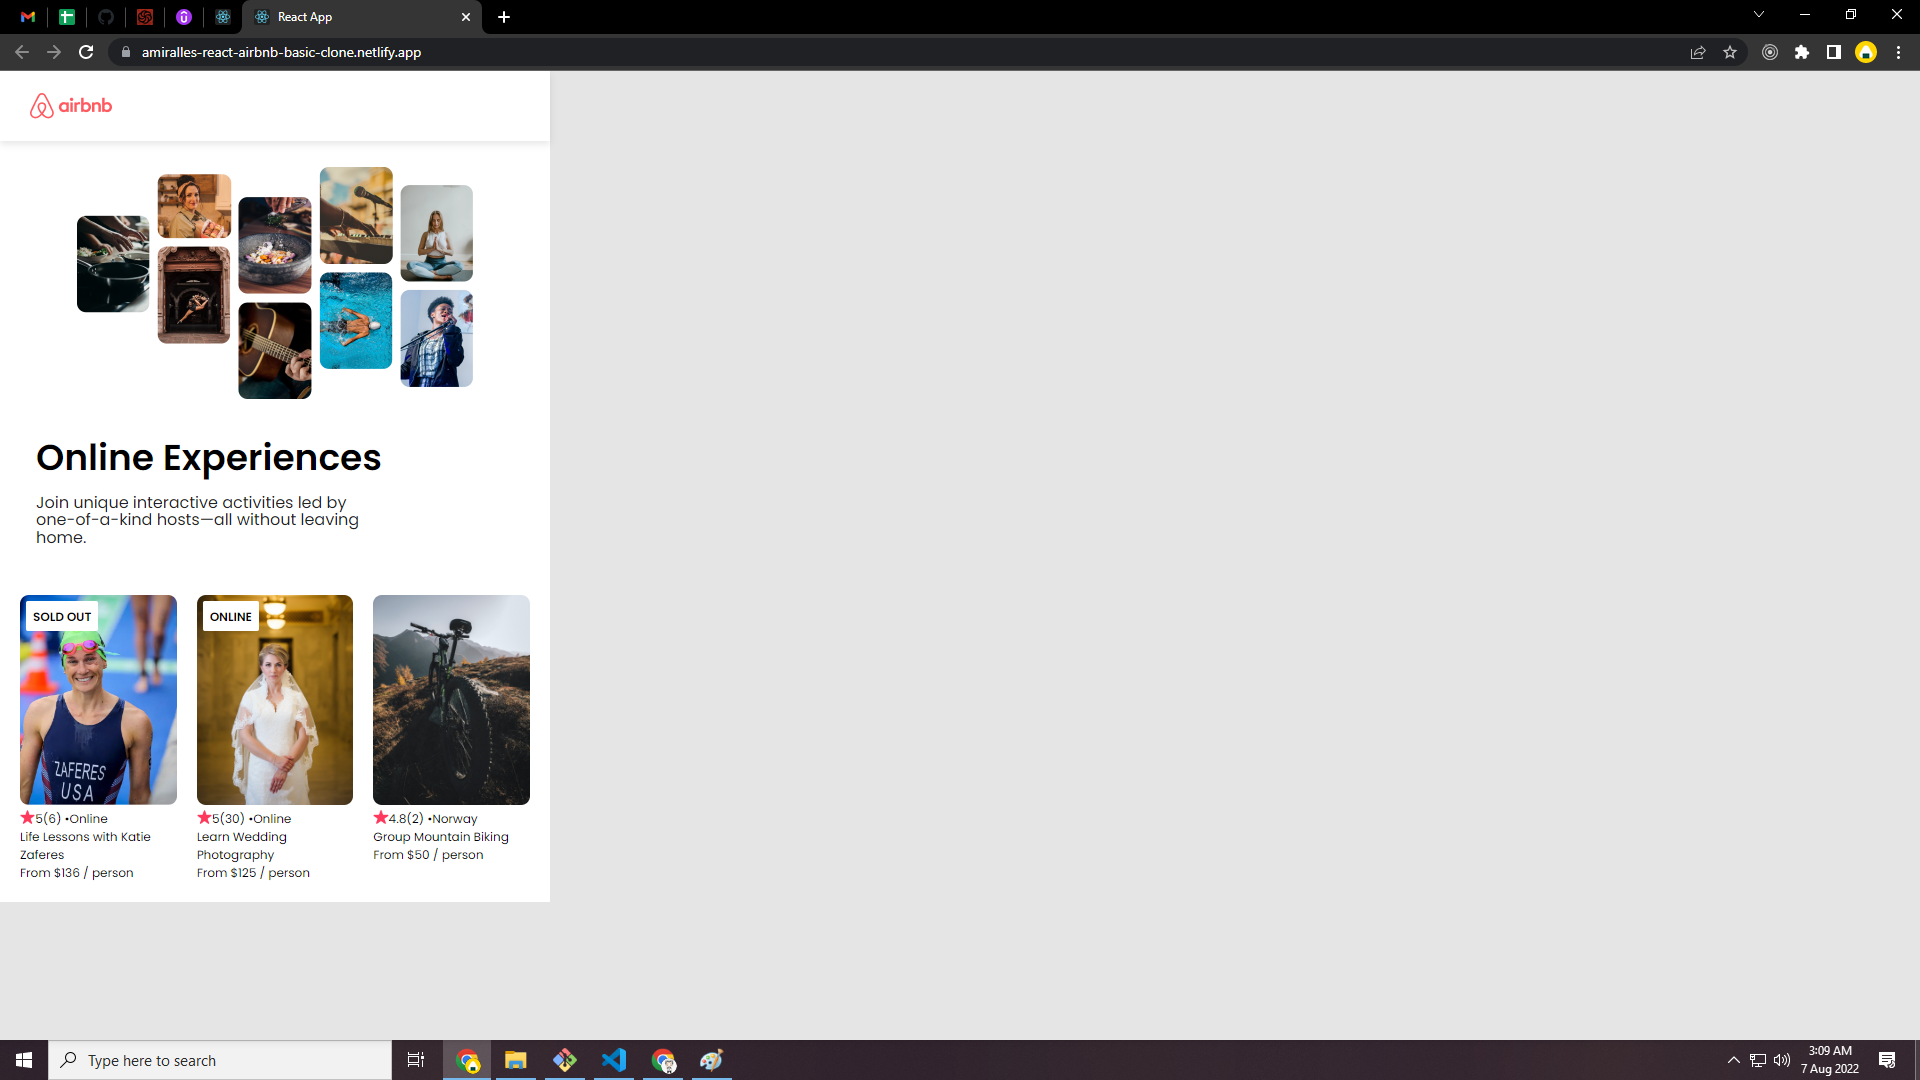 React App
amiralles-react-airbnb-basic-clone.netlify.app
airbnb
Online Experiences
Join unique interactive activities led by
one-of-a-kind hosts—all without leaving
home.
SOLD OUT
ZAFERES
USA
5(6) •Online
Life Lessons with Katie
Zaferes
From $136 / person
ONLINE
5(30) •Online
Learn Wedding
Photography
From $125 / person
4.8(2) •Norway
Group Mountain Biking
From $50 / person
Type here to search
3:09 AM
7 Aug 2022